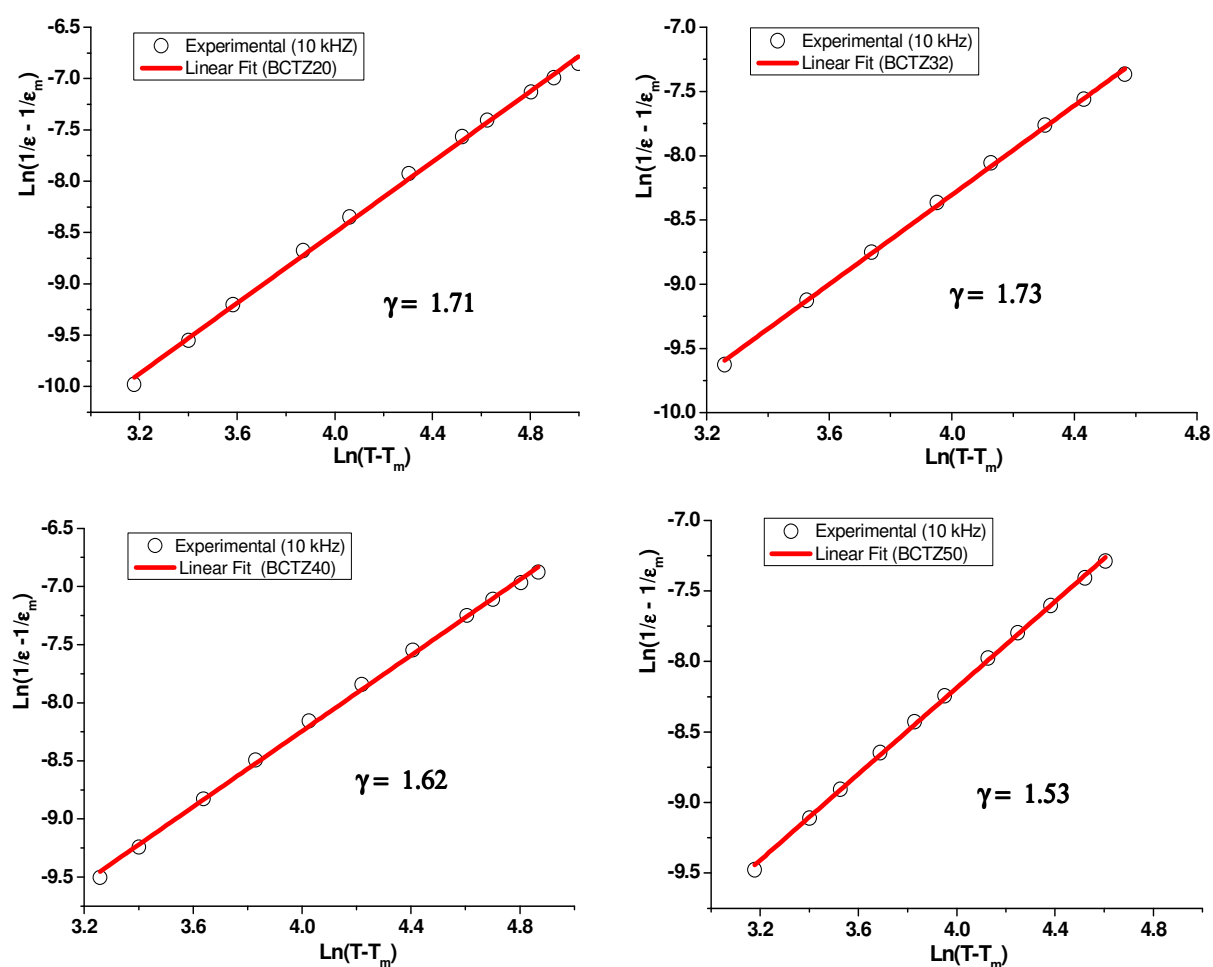 Experimental (10 kHZ)
Linear Fit (BCTZ20)
Ln(1/ε - 1/εm)
-6.5
-7.0
-7.5
-8.0
-8.5
-9.0
-9.5
-10.0
γ = 1.71
3.2 3.6 4.0 4.4 4.8
Ln(T-Tm)
Experimental (10 kHz)
Linear Fit (BCTZ32)
Ln(1/ε - 1/εm)
-7.0
-7.5
-8.0
-8.5
-9.0
-9.5
-10.0
γ = 1.73
3.2 3.6 4.0 4.4 4.8
Ln(T-Tm)
Experimental (10 kHz)
Linear Fit (BCTZ40)
Ln(1/ε -1/εm)
-6.5
-7.0
-7.5
-8.0
-8.5
-9.0
-9.5
γ = 1.62
3.2 3.6 4.0 4.4 4.8
Ln(T-Tm)
Experimental (10 kHz)
Linear Fit (BCTZ50)
Ln(1/ε - 1/εm)
-7.0
-7.5
-8.0
-8.5
-9.0
-9.5
γ = 1.53
3.2 3.6 4.0 4.4 4.8
Ln(T-Tm)